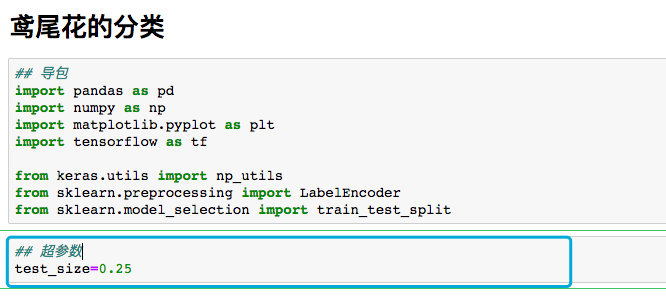 鸢尾花的分类
## 导包
import pandas as pd
import numpy as np
import matplotlib.pyplot as plt
import tensorflow as tf
from keras.utils import np_utils
from sklearn.preprocessing import LabelEncoder
from sklearn.model_selection import train_test_split
## 超参数
test_size=0.25